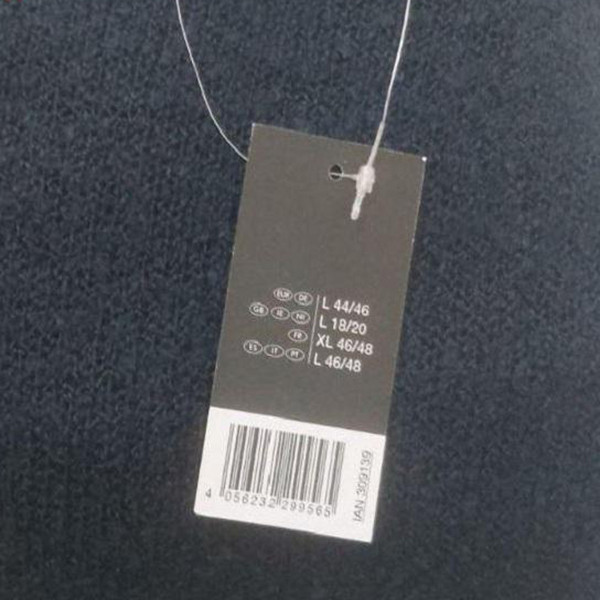 EUR DE L 44/46
GB IE NI L 18/20
FR XL 46/48
ES IT PT L 46/48
4 056232 299565
IAN 309139